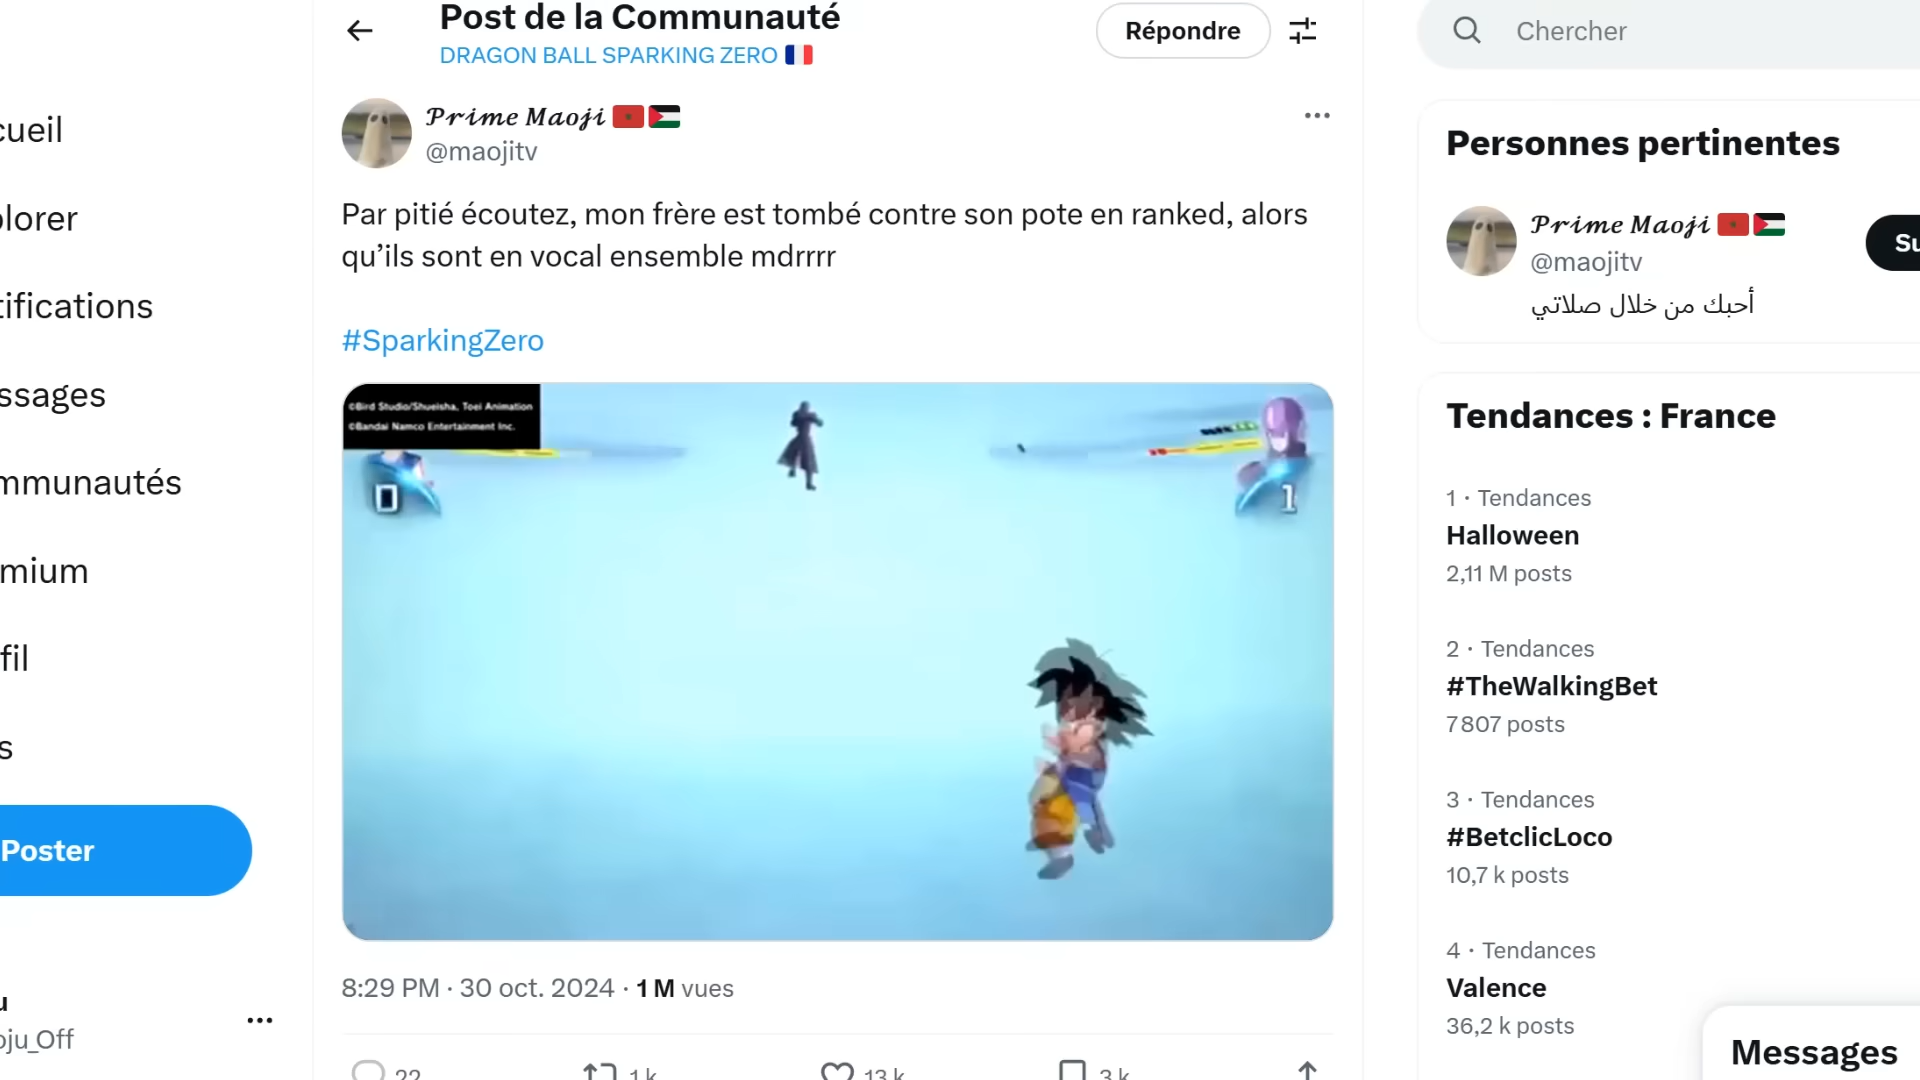 Post de la Communauté
DRAGON BALL SPARKING ZERO 🇫🇷
Répondre
Chercher
cueil
plorer
tifications
ssages
mmunautés
mium
fil
s
Poster
u
oju_Off
𝓟𝓻𝓲𝓶𝓮 𝓜𝓪𝓸𝓳𝓲 🇲🇦🇵🇸
@maojitv
Par pitié écoutez, mon frère est tombé contre son pote en ranked, alors
qu’ils sont en vocal ensemble mdrrrr
#SparkingZero
©Bird Studio/Shueisha, Toei Animation
©Bandai Namco Entertainment Inc.
0
1
8:29 PM · 30 oct. 2024 · 1 M vues
22
1 k
13 k
3 k
Personnes pertinentes
𝓟𝓻𝓲𝓶𝓮 𝓜𝓪𝓸𝓳𝓲 🇲🇦🇵🇸
@maojitv
Su
أحبك من خلال صلاتي
Tendances : France
1 · Tendances
Halloween
2,11 M posts
2 · Tendances
#TheWalkingBet
7 807 posts
3 · Tendances
#BetclicLoco
10,7 k posts
4 · Tendances
Valence
36,2 k posts
Messages